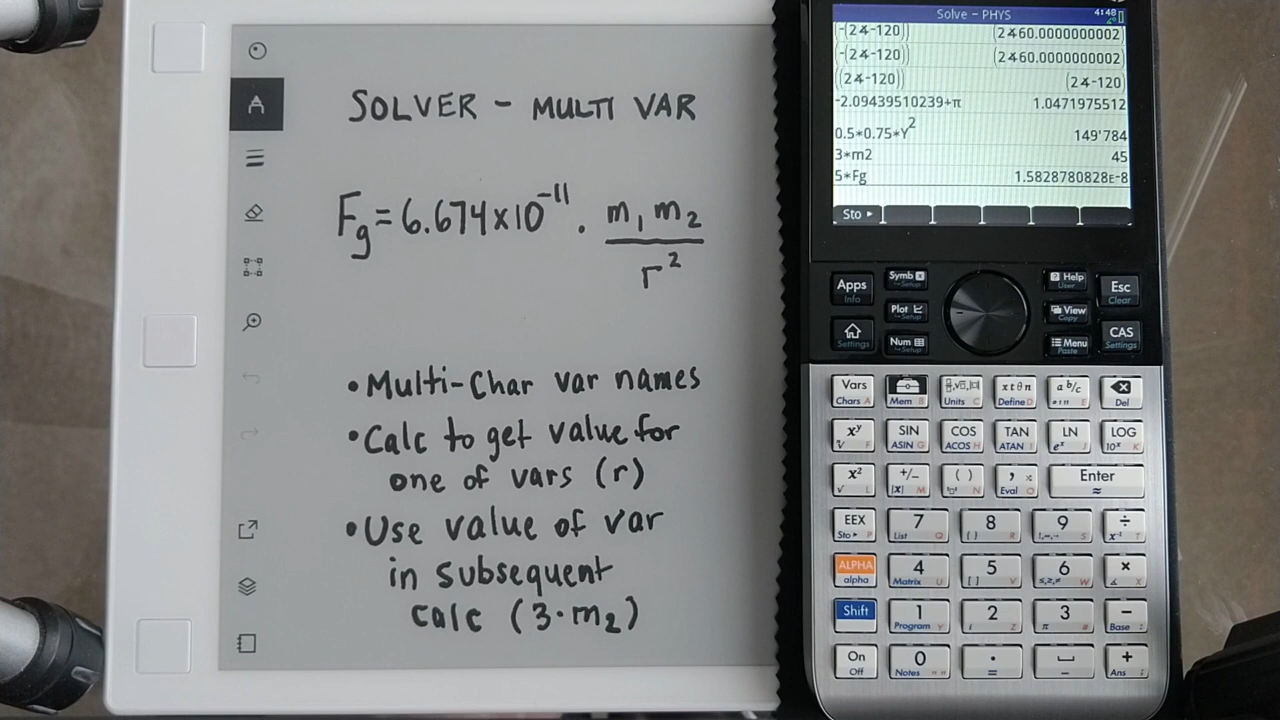 SOLVER - MULTI VAR
Fg = 6.674x10^-11 . m1 m2 / r^2
• Multi-Char var names
• Calc to get value for
one of vars (r)
• Use value of var
in subsequent
calc (3·m2)
Solve - PHYS 4:48
-(2∡-120)) (2∡60.0000000002)
-(2∡-120)) (2∡60.0000000002)
((2∡-120)) (2∡-120)
-2.09439510239+π 1.0471975512
0.5*0.75*Y^2 149'784
3*m2 45
5*Fg 1.5828780828E-8
Sto ▸
Apps Info Symb Setup Help User Esc Clear
Plot Setup View Copy
Settings Num Setup Menu Paste CAS Settings
Vars Chars A Mem B Units C x t θ n Define D a b/c E Del
x^y F SIN ASIN G COS ACOS H TAN ATAN I LN e^x J LOG 10^x K
x² √ L +/- |x| M ( ) N , Eval O Enter ≈
EEX Sto ▸ P 7 List Q 8 { } R 9 !,∞,→ S ÷ x^-1 T
ALPHA alpha 4 Matrix U 5 [ ] V 6 ≤,≥,≠ W × ∡ X
Shift 1 Program Y 2 i Z 3 π # - Base :
On Off 0 Notes " " . = _ + Ans ;